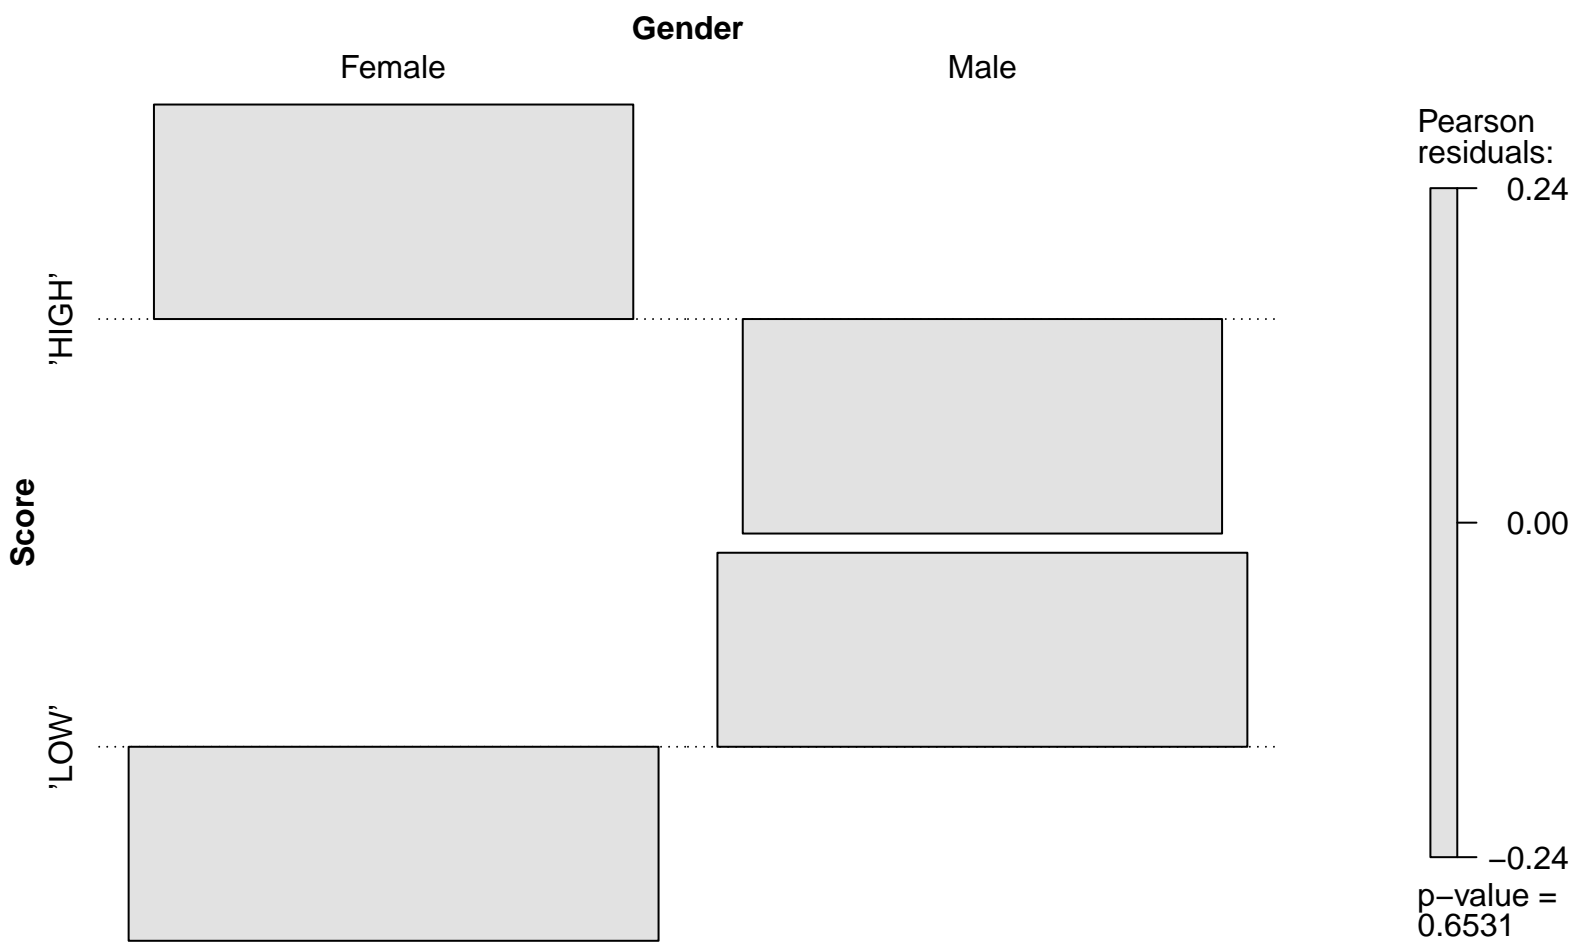 Gender
Female
Male
Pearson
residuals:
0.24
0.00
−0.24
p−value =
0.6531
Score
’HIGH’
’LOW’